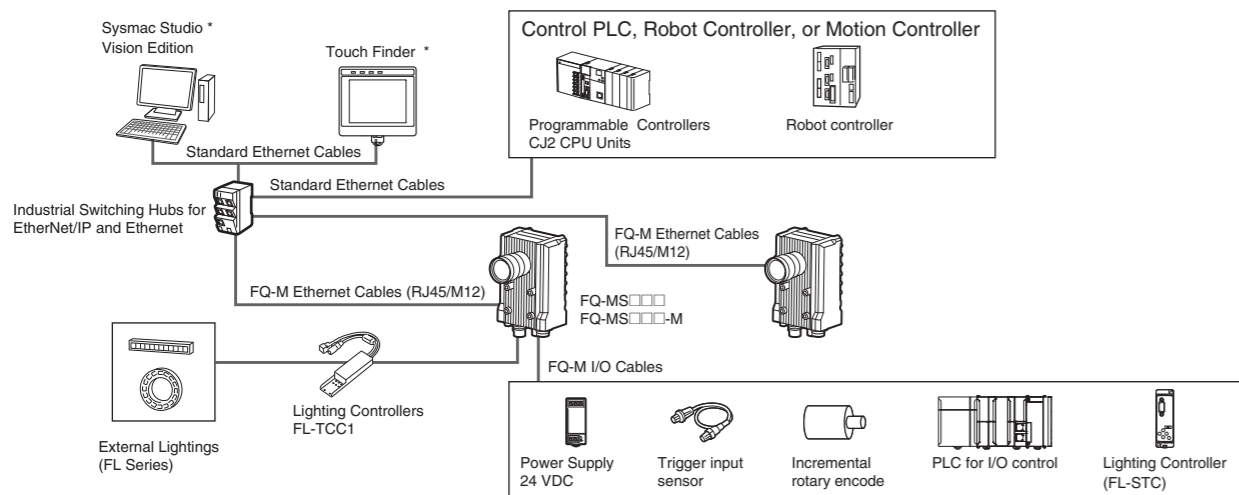 Sysmac Studio *
Vision Edition
Touch Finder *
Control PLC, Robot Controller, or Motion Controller
Programmable Controllers
CJ2 CPU Units
Robot controller
Standard Ethernet Cables
Standard Ethernet Cables
Industrial Switching Hubs for
EtherNet/IP and Ethernet
FQ-M Ethernet Cables
(RJ45/M12)
FQ-M Ethernet Cables (RJ45/M12)
FQ-MS□□□
FQ-MS□□□-M
FQ-M I/O Cables
Lighting Controllers
FL-TCC1
External Lightings
(FL Series)
Power Supply
24 VDC
Trigger input
sensor
Incremental
rotary encode
PLC for I/O control
Lighting Controller
(FL-STC)